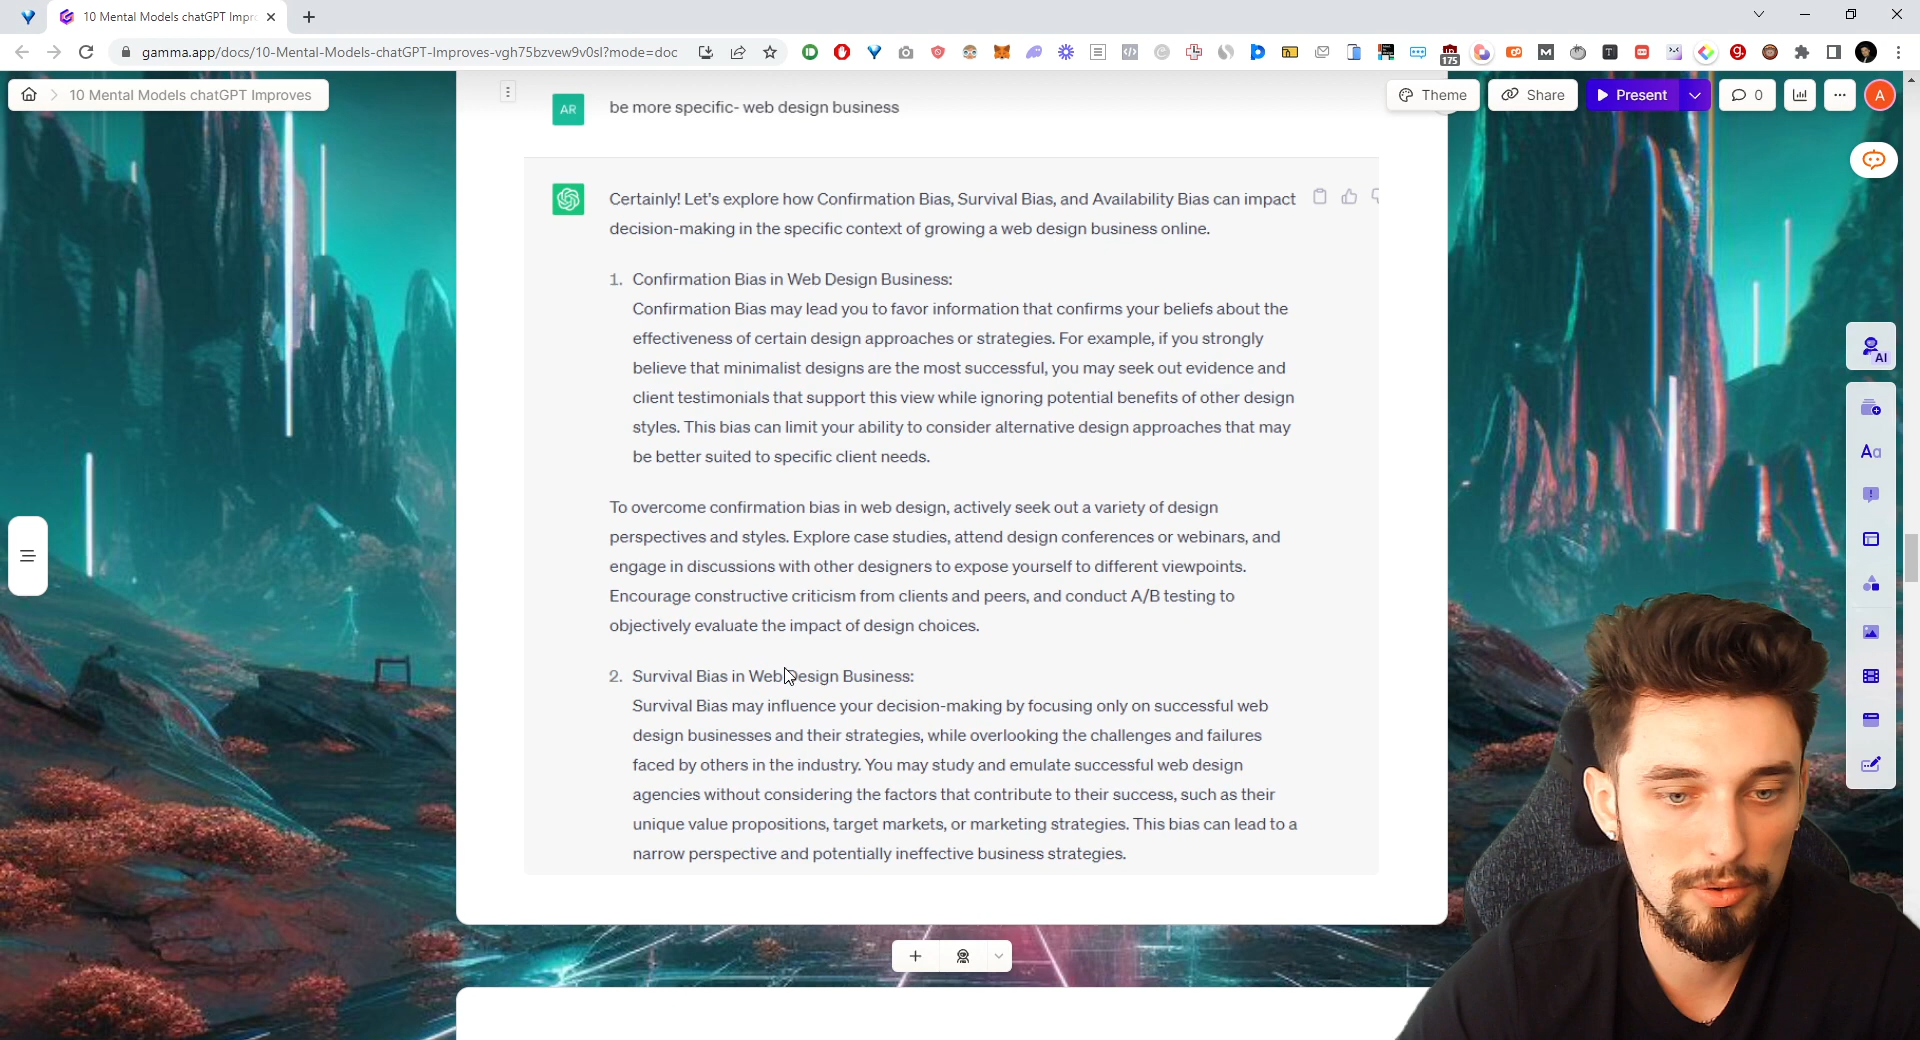 10 Mental Models chatGPT Impr
gamma.app/docs/10-Mental-Models-chatGPT-Improves-vgh75bzvew9v0sl?mode=doc
175
10 Mental Models chatGPT Improves
Theme
Share
Present
0
A
AR
be more specific- web design business
Certainly! Let's explore how Confirmation Bias, Survival Bias, and Availability Bias can impact
decision-making in the specific context of growing a web design business online.
1. Confirmation Bias in Web Design Business:
Confirmation Bias may lead you to favor information that confirms your beliefs about the
effectiveness of certain design approaches or strategies. For example, if you strongly
believe that minimalist designs are the most successful, you may seek out evidence and
client testimonials that support this view while ignoring potential benefits of other design
styles. This bias can limit your ability to consider alternative design approaches that may
be better suited to specific client needs.
To overcome confirmation bias in web design, actively seek out a variety of design
perspectives and styles. Explore case studies, attend design conferences or webinars, and
engage in discussions with other designers to expose yourself to different viewpoints.
Encourage constructive criticism from clients and peers, and conduct A/B testing to
objectively evaluate the impact of design choices.
2. Survival Bias in Web Design Business:
Survival Bias may influence your decision-making by focusing only on successful web
design businesses and their strategies, while overlooking the challenges and failures
faced by others in the industry. You may study and emulate successful web design
agencies without considering the factors that contribute to their success, such as their
unique value propositions, target markets, or marketing strategies. This bias can lead to a
narrow perspective and potentially ineffective business strategies.
AI
Aa